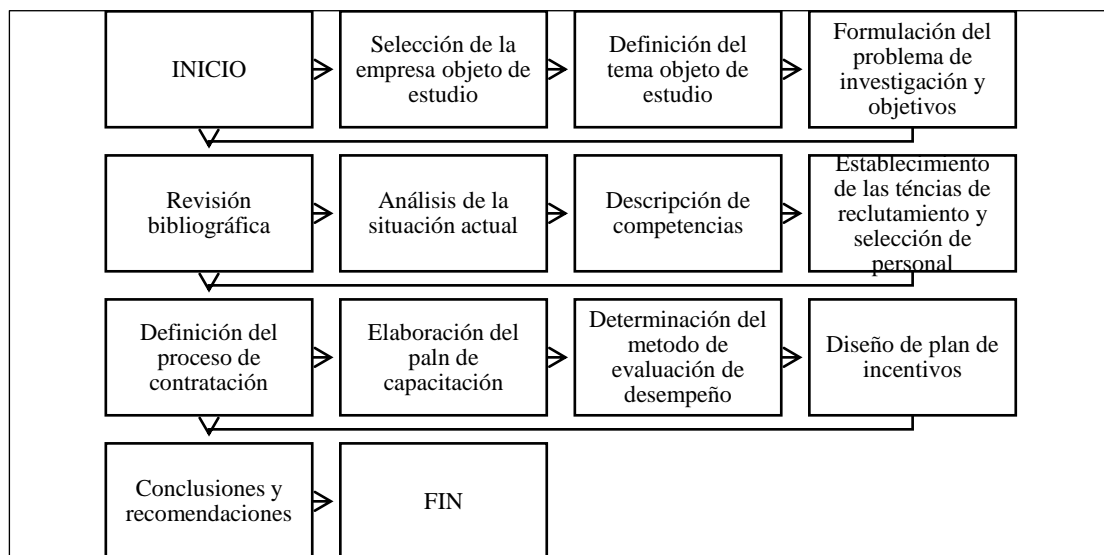 INICIO
Selección de la
empresa objeto de
estudio
Definición del
tema objeto de
estudio
Formulación del
problema de
investigación y
objetivos
Revisión
bibliográfica
Análisis de la
situación actual
Descripción de
competencias
Establecimiento
de las téncias de
reclutamiento y
selección de
personal
Definición del
proceso de
contratación
Elaboración del
paln de
capacitación
Determinación del
metodo de
evaluación de
desempeño
Diseño de plan de
incentivos
Conclusiones y
recomendaciones
FIN